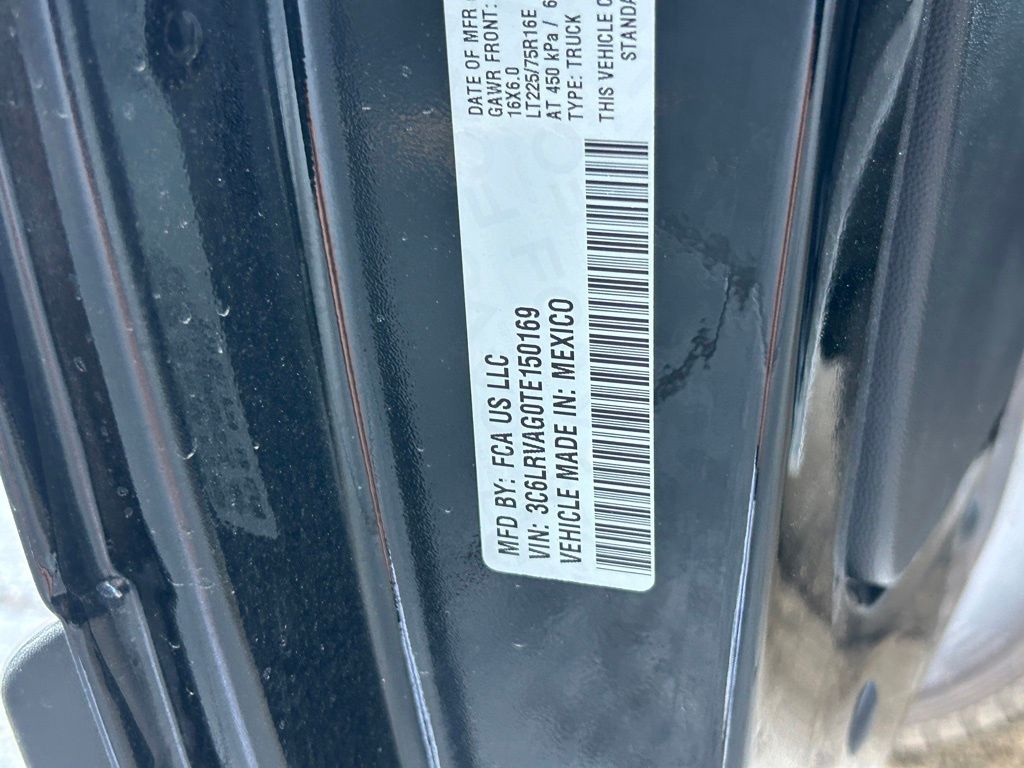 MFD BY: FCA US LLC
VIN: 3C6LRVAG0TE150169
VEHICLE MADE IN: MEXICO
DATE OF MFR
GAWR FRONT:
16X6.0
LT225/75R16E
AT 450 kPa / 6
TYPE: TRUCK
THIS VEHICLE